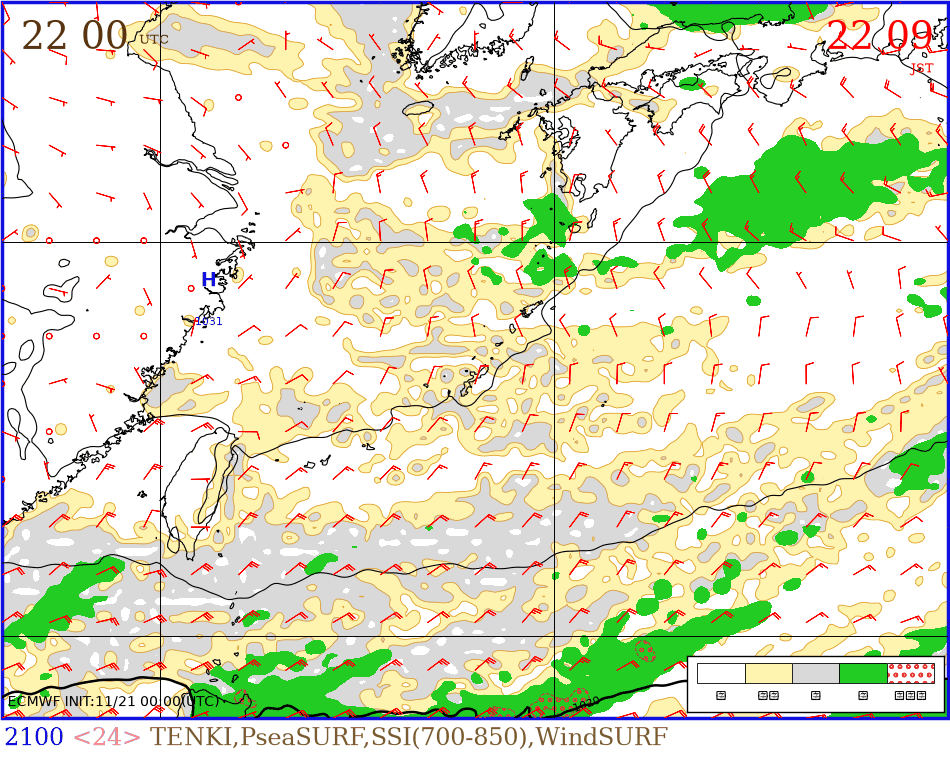 22 00 UTC
22 09
JST
H
1031
1020
ECMWF INIT:11/21 00:00(UTC)
2100 <24> TENKI,PseaSURF,SSI(700-850),WindSURF